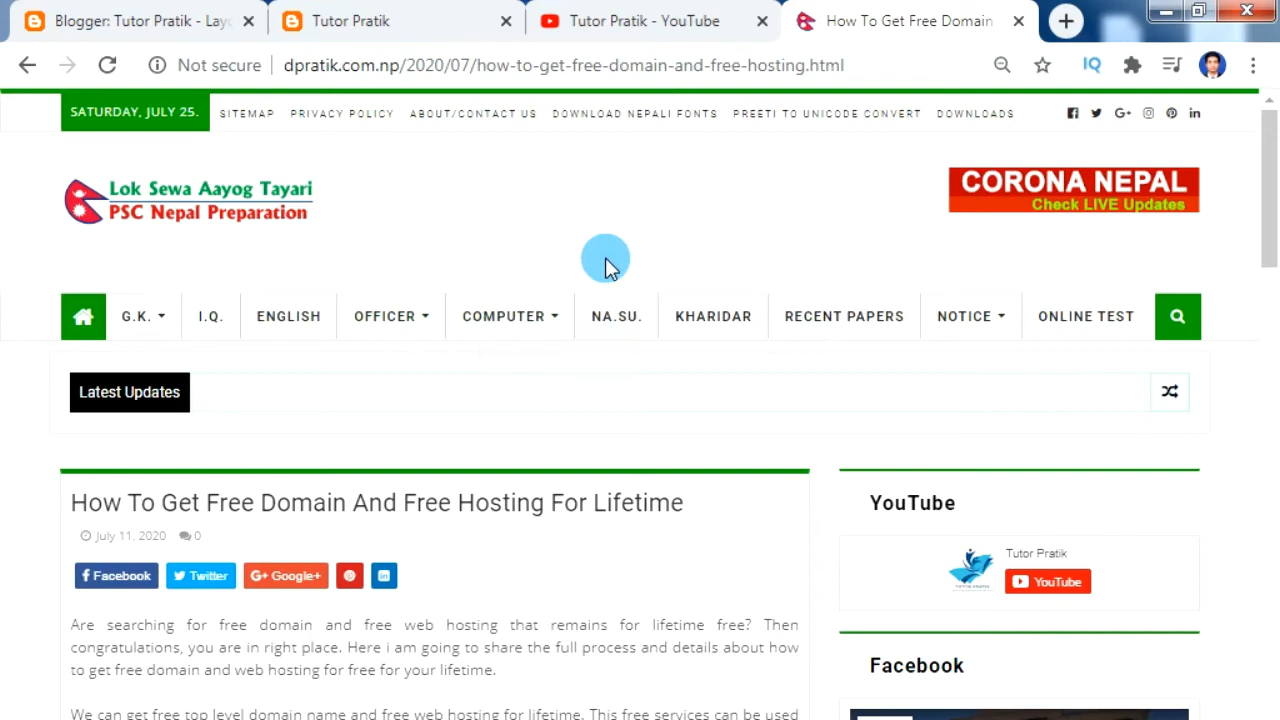 Blogger: Tutor Pratik - Lay
Tutor Pratik
Tutor Pratik - YouTube
How To Get Free Domain
Not secure
dpratik.com.np/2020/07/how-to-get-free-domain-and-free-hosting.html
IQ
SATURDAY, JULY 25.
SITEMAP
PRIVACY POLICY
ABOUT/CONTACT US
DOWNLOAD NEPALI FONTS
PREETI TO UNICODE CONVERT
DOWNLOADS
Lok Sewa Aayog Tayari
PSC Nepal Preparation
CORONA NEPAL
Check LIVE Updates
G.K.
I.Q.
ENGLISH
OFFICER
COMPUTER
NA.SU.
KHARIDAR
RECENT PAPERS
NOTICE
ONLINE TEST
Latest Updates
How To Get Free Domain And Free Hosting For Lifetime
July 11, 2020
0
Facebook
Twitter
G+ Google+
Are searching for free domain and free web hosting that remains for lifetime free? Then
congratulations, you are in right place. Here i am going to share the full process and details about how
to get free domain and web hosting for free for your lifetime.
We can get free top level domain name and free web hosting for lifetime. This free services can be used
YouTube
Tutor Pratik
YouTube
Facebook